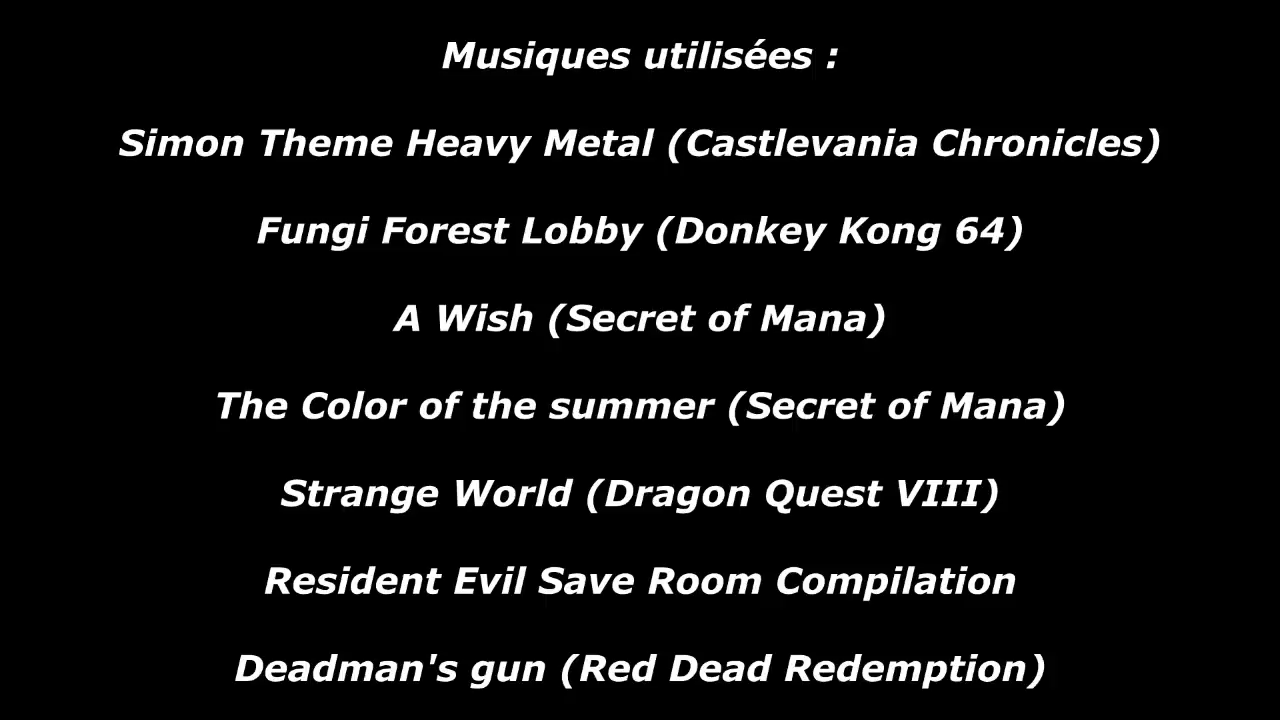 Musiques utilisées :
Simon Theme Heavy Metal (Castlevania Chronicles)
Fungi Forest Lobby (Donkey Kong 64)
A Wish (Secret of Mana)
The Color of the summer (Secret of Mana)
Strange World (Dragon Quest VIII)
Resident Evil Save Room Compilation
Deadman's gun (Red Dead Redemption)